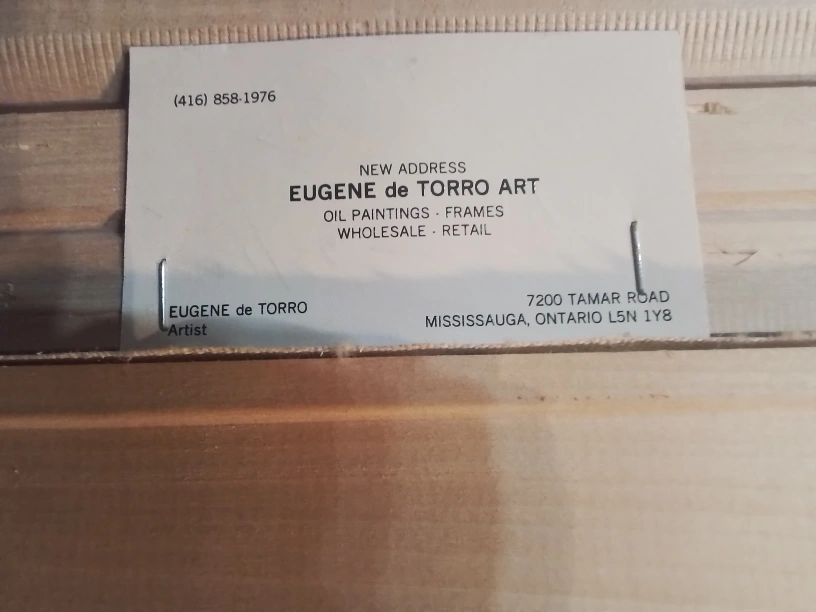 (416) 858-1976
NEW ADDRESS
EUGENE de TORRO ART
OIL PAINTINGS - FRAMES
WHOLESALE - RETAIL
EUGENE de TORRO
Artist
7200 TAMAR ROAD
MISSISSAUGA, ONTARIO L5N 1Y8